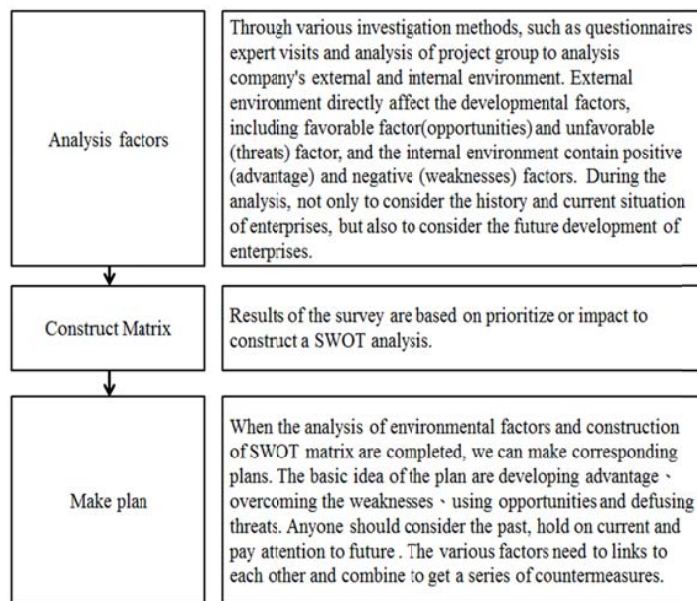 Analysis factors
Through various investigation methods, such as questionnaires
expert visits and analysis of project group to analysis
company's external and internal environment. External
environment directly affect the developmental factors,
including favorable factor(opportunities) and unfavorable
(threats) factor, and the internal environment contain positive
(advantage) and negative (weaknesses) factors. During the
analysis, not only to consider the history and current situation
of enterprises, but also to consider the future development of
enterprises.
Construct Matrix
Results of the survey are based on prioritize or impact to
construct a SWOT analysis.
Make plan
When the analysis of environmental factors and construction
of SWOT matrix are completed, we can make corresponding
plans. The basic idea of the plan are developing advantage、
overcoming the weaknesses、using opportunities and defusing
threats. Anyone should consider the past, hold on current and
pay attention to future . The various factors need to links to
each other and combine to get a series of countermeasures.